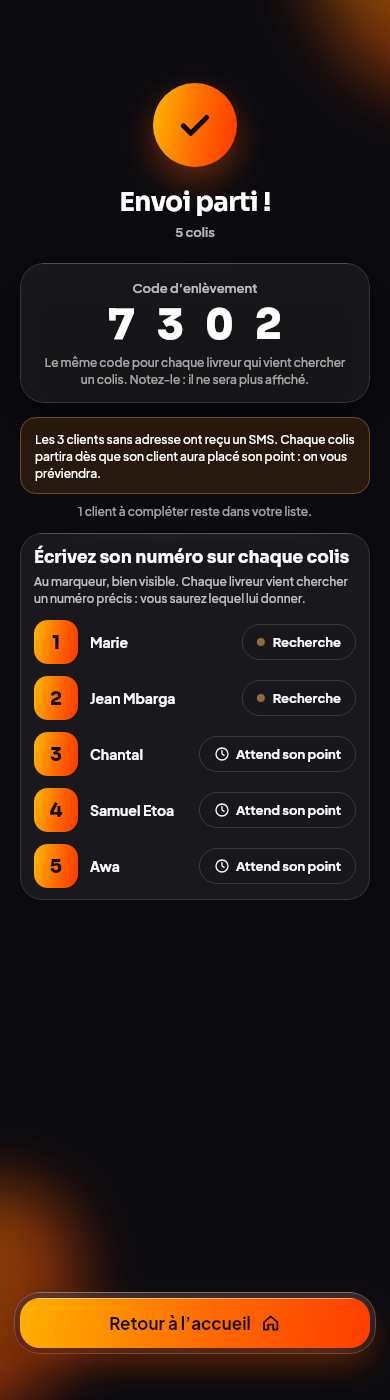 Envoi parti !
5 colis
Code d’enlèvement
7 3 0 2
Le même code pour chaque livreur qui vient chercher
un colis. Notez-le : il ne sera plus affiché.
Les 3 clients sans adresse ont reçu un SMS. Chaque colis
partira dès que son client aura placé son point : on vous
préviendra.
1 client à compléter reste dans votre liste.
Écrivez son numéro sur chaque colis
Au marqueur, bien visible. Chaque livreur vient chercher
un numéro précis : vous saurez lequel lui donner.
1 Marie Recherche
2 Jean Mbarga Recherche
3 Chantal Attend son point
4 Samuel Etoa Attend son point
5 Awa Attend son point
Retour à l’accueil